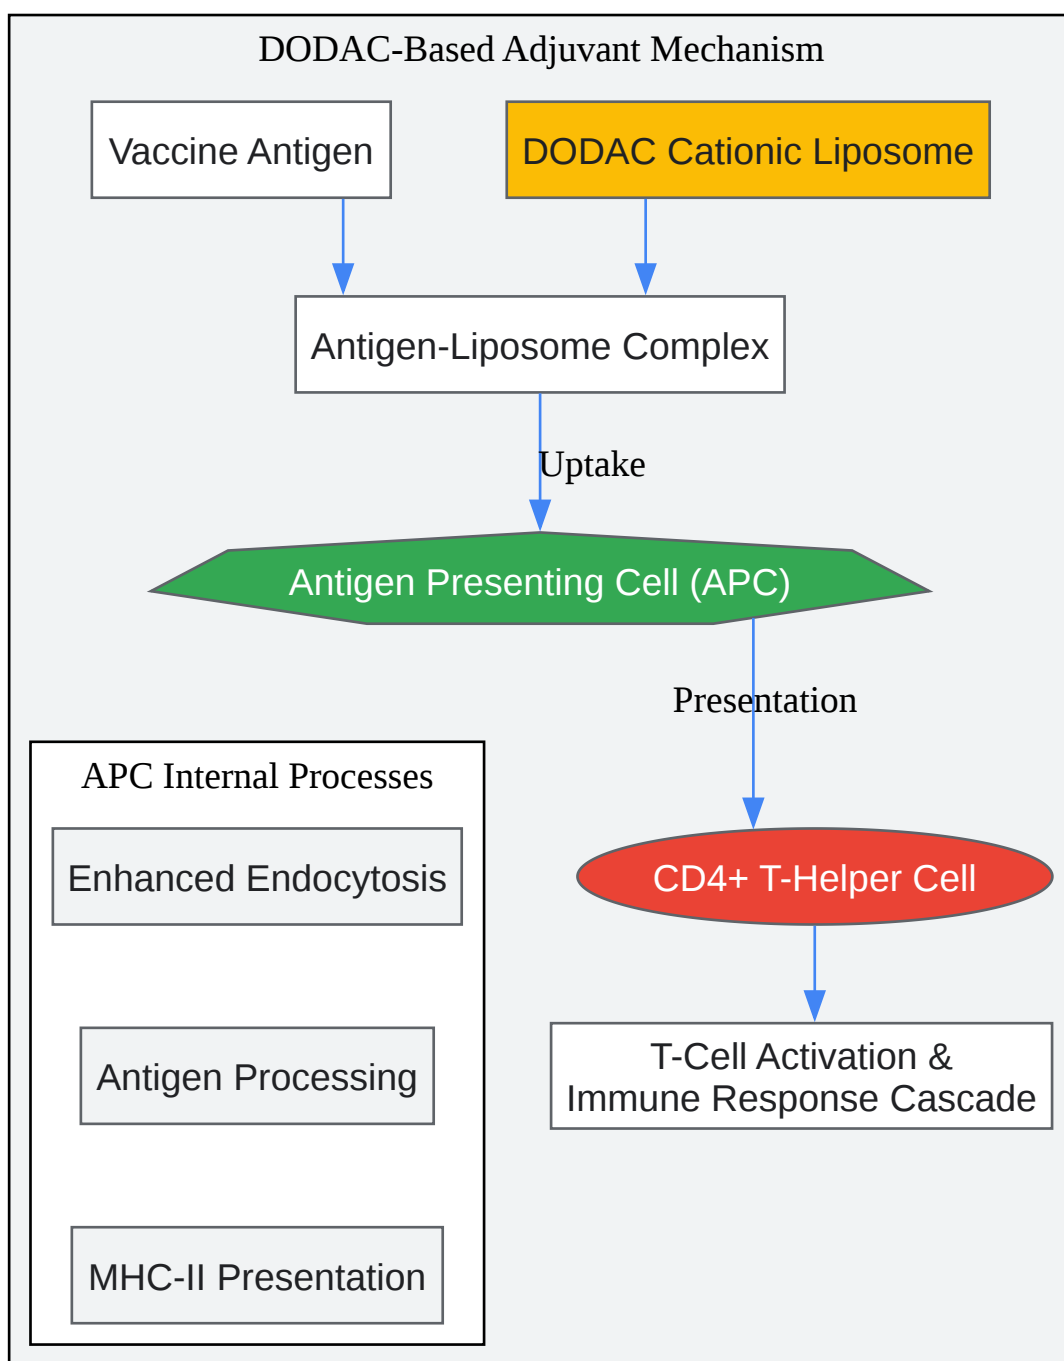 DODAC-Based Adjuvant Mechanism
Vaccine Antigen
DODAC Cationic Liposome
Antigen-Liposome Complex
Uptake
Antigen Presenting Cell (APC)
Presentation
APC Internal Processes
Enhanced Endocytosis
CD4+ T-Helper Cell
Antigen Processing
T-Cell Activation &
Immune Response Cascade
MHC-II Presentation